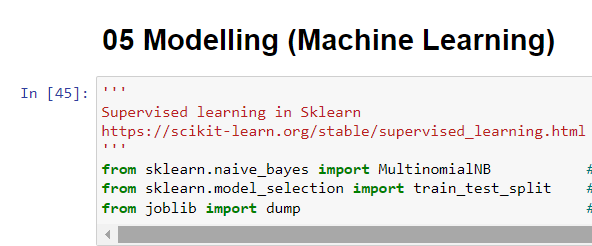 05 Modelling (Machine Learning)
In [45]:
'''
Supervised learning in Sklearn
https://scikit-learn.org/stable/supervised_learning.html
'''
from sklearn.naive_bayes import MultinomialNB #
from sklearn.model_selection import train_test_split #
from joblib import dump #